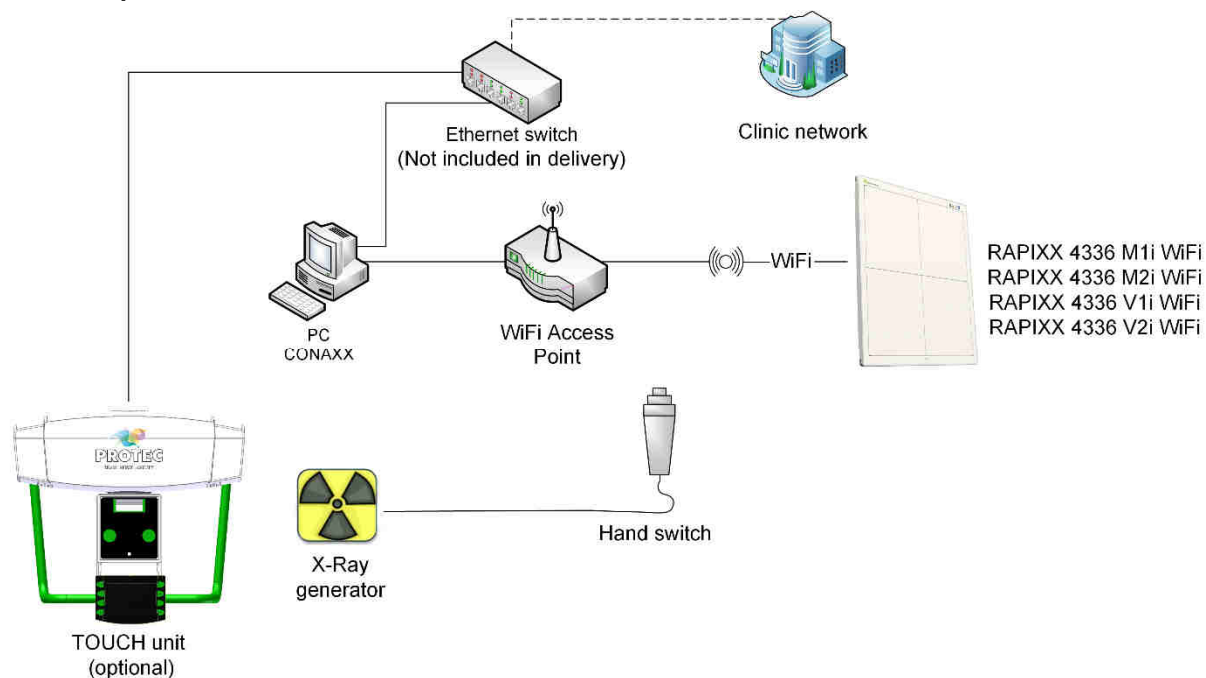 Ethernet switch
(Not included in delivery)
Clinic network
PC
CONAXX
WiFi Access
Point
WiFi
RAPIXX 4336 M1i WiFi
RAPIXX 4336 M2i WiFi
RAPIXX 4336 V1i WiFi
RAPIXX 4336 V2i WiFi
PROTEC
X-Ray
generator
Hand switch
TOUCH unit
(optional)